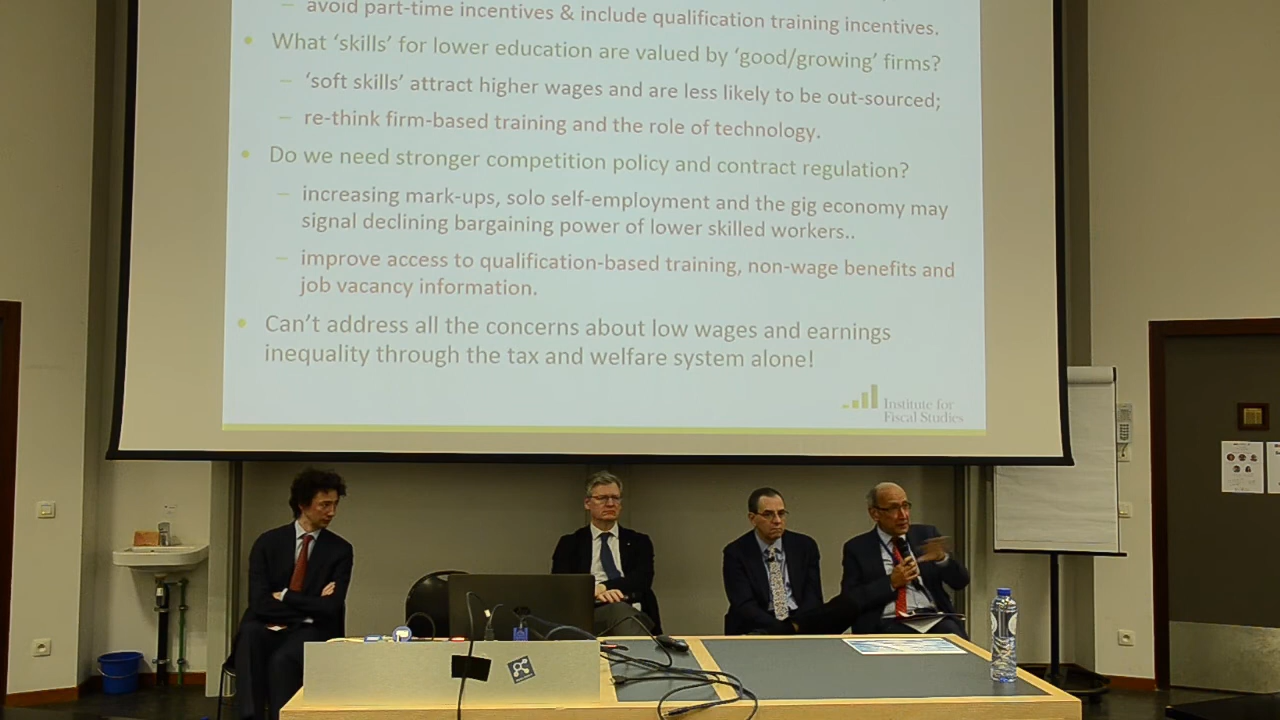 – avoid part-time incentives & include qualification training incentives.
• What ‘skills’ for lower education are valued by ‘good/growing’ firms?
– ‘soft skills’ attract higher wages and are less likely to be out-sourced;
– re-think firm-based training and the role of technology.
• Do we need stronger competition policy and contract regulation?
– increasing mark-ups, solo self-employment and the gig economy may
signal declining bargaining power of lower skilled workers..
– improve access to qualification-based training, non-wage benefits and
job vacancy information.
• Can’t address all the concerns about low wages and earnings
inequality through the tax and welfare system alone!
Institute for
Fiscal Studies